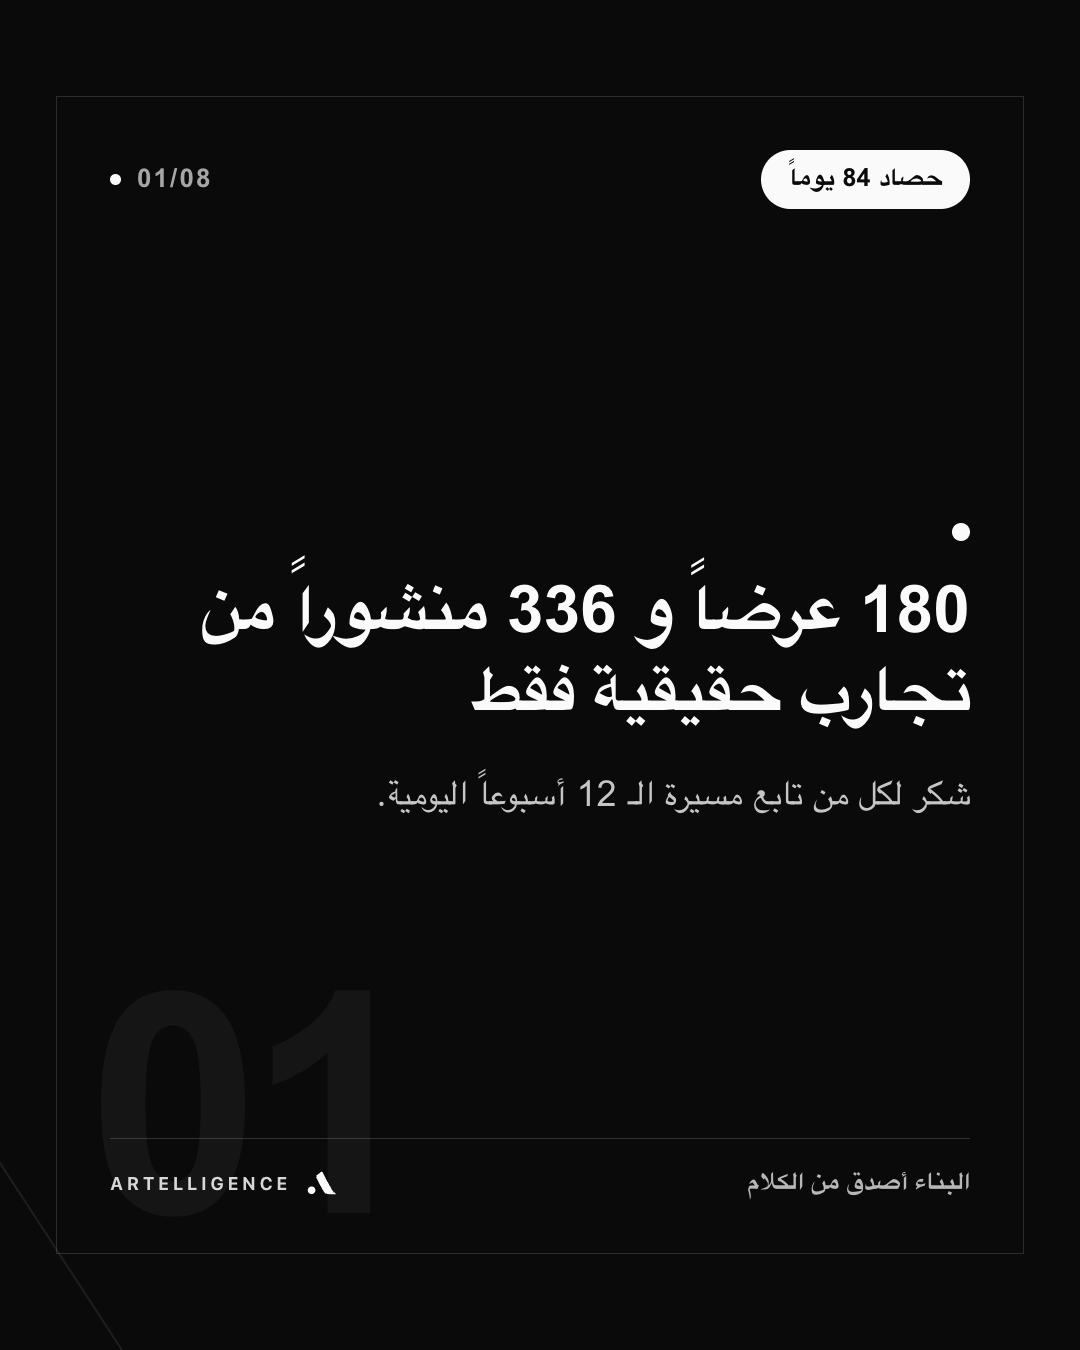 حصاد 84 يوماً
01/08
180 عرضاً و 336 منشوراً من
تجارب حقيقية فقط
شكر لكل من تابع مسيرة الـ 12 أسبوعاً اليومية.
01
البناء أصدق من الكلام
ARTELLIGENCE